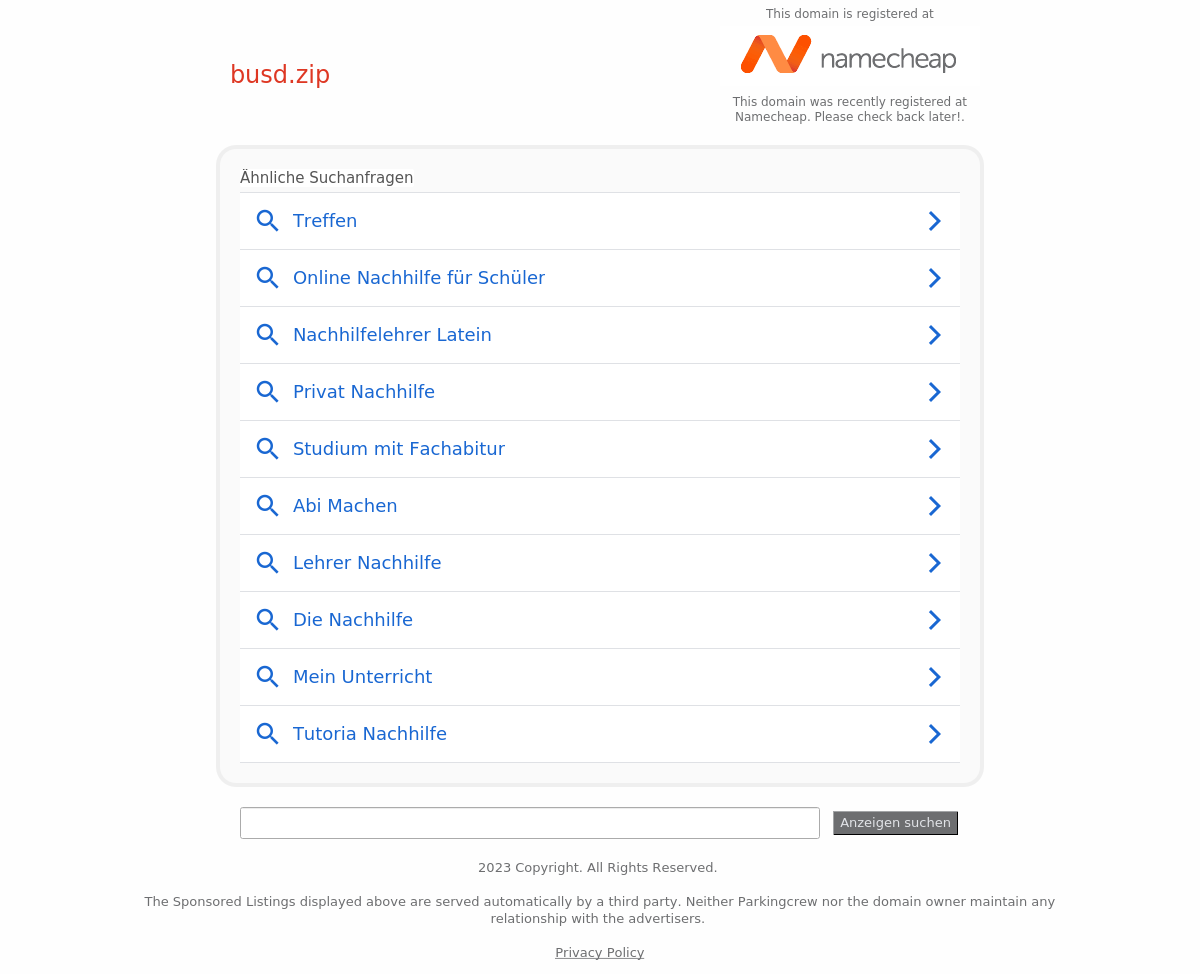 This domain is registered at
namecheap
busd.zip
This domain was recently registered at
Namecheap. Please check back later!.
Ähnliche Suchanfragen
Treffen
Online Nachhilfe für Schüler
Nachhilfelehrer Latein
Privat Nachhilfe
Studium mit Fachabitur
Abi Machen
Lehrer Nachhilfe
Die Nachhilfe
Mein Unterricht
Tutoria Nachhilfe
Anzeigen suchen
2023 Copyright. All Rights Reserved.
The Sponsored Listings displayed above are served automatically by a third party. Neither Parkingcrew nor the domain owner maintain any
relationship with the advertisers.
Privacy Policy